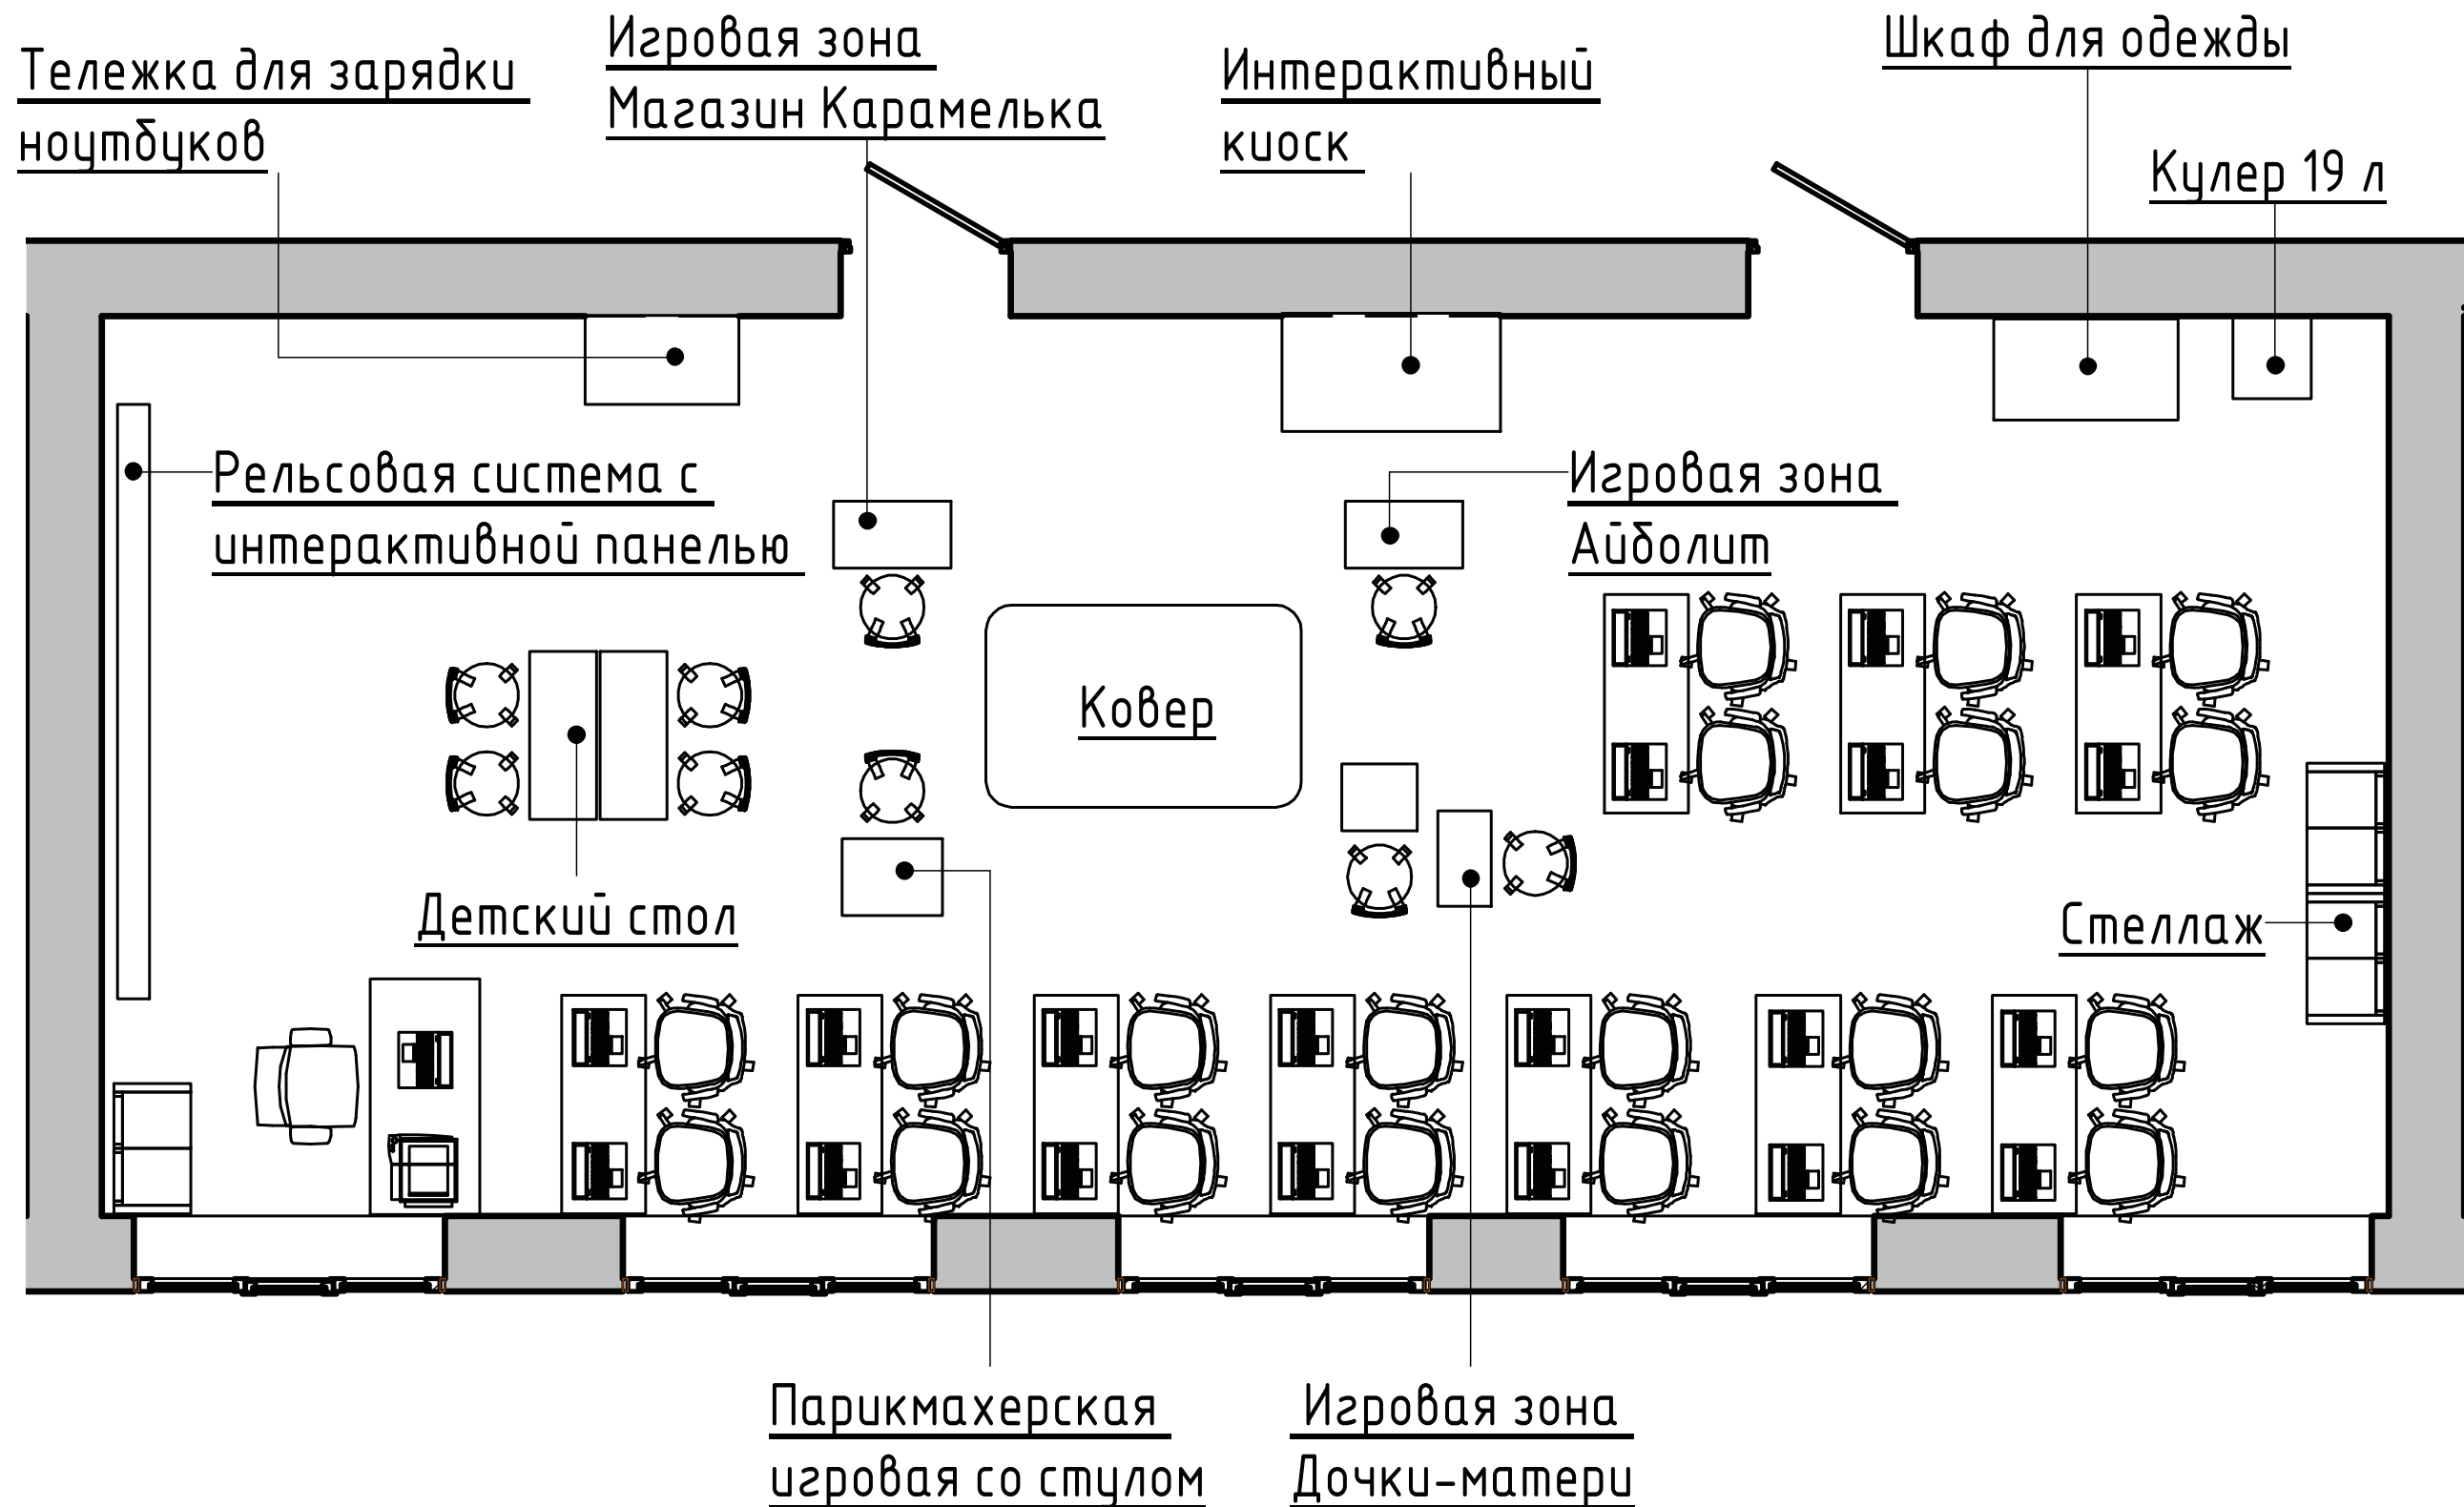 Тележка для зарядки
ноутбуков
Игровая зона
Магазин Карамелька
Интерактивный
киоск
Шкаф для одежды
Кулер 19 л
Рельсовая система с
интерактивной панелью
Игровая зона
Айболит
Ковер
Детский стол
Стеллаж
Парикмахерская
игровая со стулом
Игровая зона
Дочки-матери